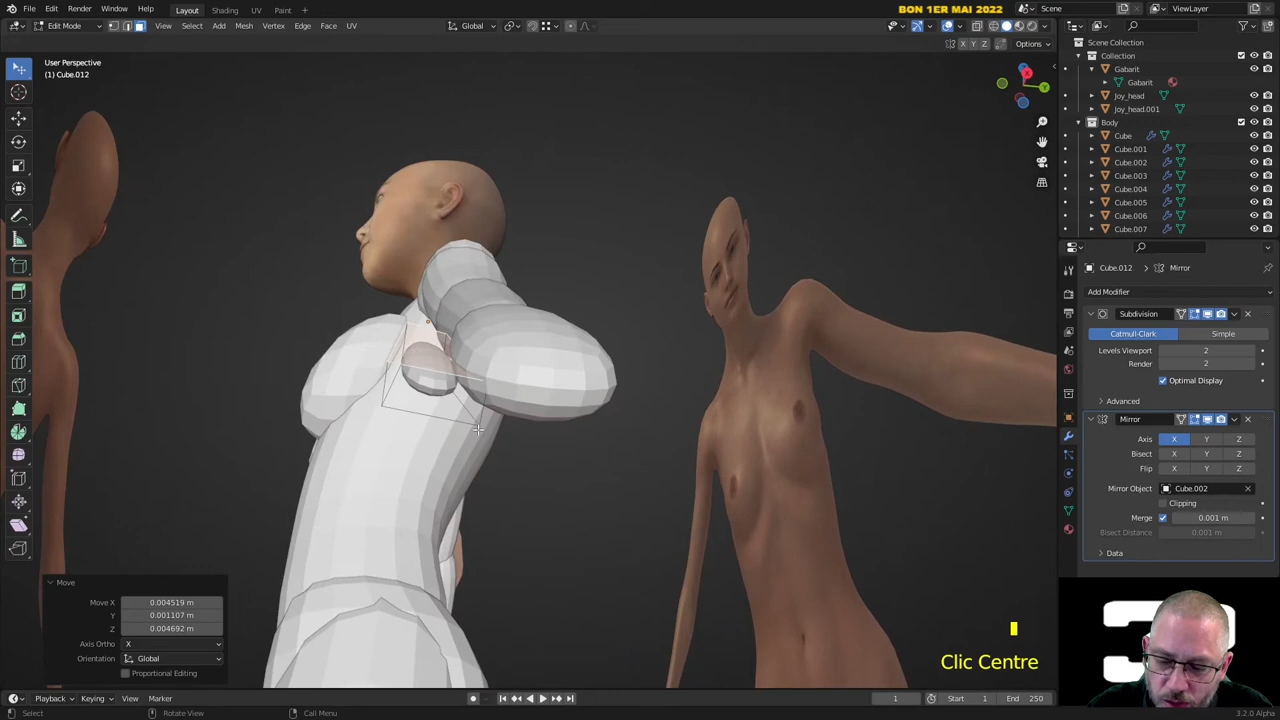 File Edit Render Window Help Layout Shading UV Paint + BON 1ER MAI 2022 Scene ViewLayer
Edit Mode View Select Add Mesh Vertex Edge Face UV Global
X Y Z Options
User Perspective
(1) Cube.012
Scene Collection
Collection
Gabarit
Gabarit
Joy_head
Joy_head.001
Body
Cube
Cube.001
Cube.002
Cube.003
Cube.004
Cube.005
Cube.006
Cube.007
Cube.012 Mirror
Add Modifier
Subdivision
Catmull-Clark Simple
Levels Viewport 2
Render 2
Optimal Display
Advanced
Mirror
Axis X Y Z
Bisect X Y Z
Flip X Y Z
Mirror Object Cube.002
Clipping
Merge 0.001 m
Bisect Distance 0.001 m
Data
Move
Move X 0.004519 m
Y 0.001107 m
Z 0.004692 m
Axis Ortho X
Orientation Global
Proportional Editing
Clic Centre
Playback Keying View Marker 1 Start 1 End 250
Select Rotate View Call Menu 3.2.0 Alpha